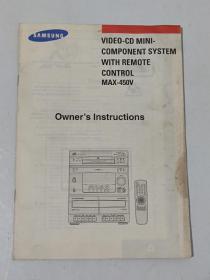 SAMSUNG
VIDEO-CD MINI-
COMPONENT SYSTEM
WITH REMOTE
CONTROL
MAX-450V
Owner's Instructions